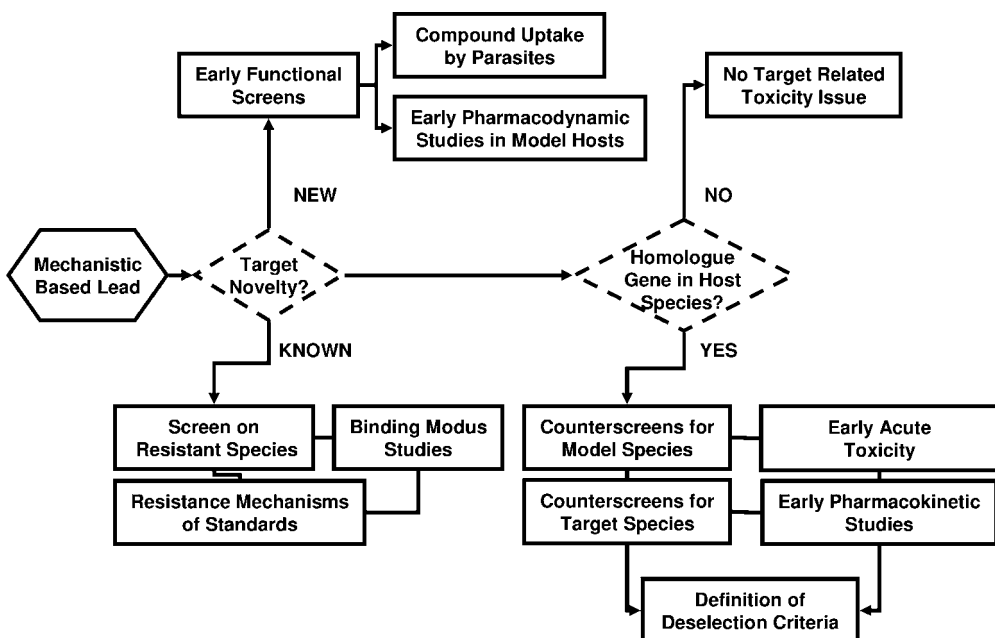 Compound Uptake
by Parasites
Early Functional
Screens
No Target Related
Toxicity Issue
Early Pharmacodynamic
Studies in Model Hosts
NEW
NO
Mechanistic
Based Lead
Target
Novelty?
Homologue
Gene in Host
Species?
KNOWN
YES
Screen on
Resistant Species
Binding Modus
Studies
Counterscreens for
Model Species
Early Acute
Toxicity
Resistance Mechanisms
of Standards
Counterscreens for
Target Species
Early Pharmacokinetic
Studies
Definition of
Deselection Criteria